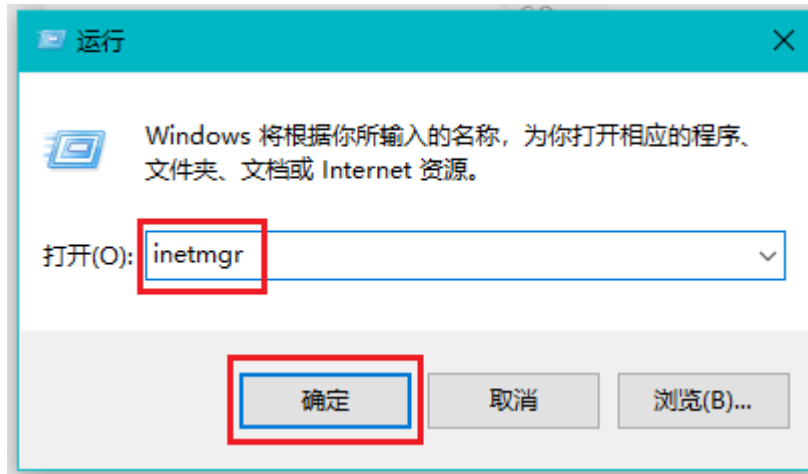 运行
Windows 将根据你所输入的名称，为你打开相应的程序、
文件夹、文档或 Internet 资源。
打开(O): inetmgr
确定 取消 浏览(B)...